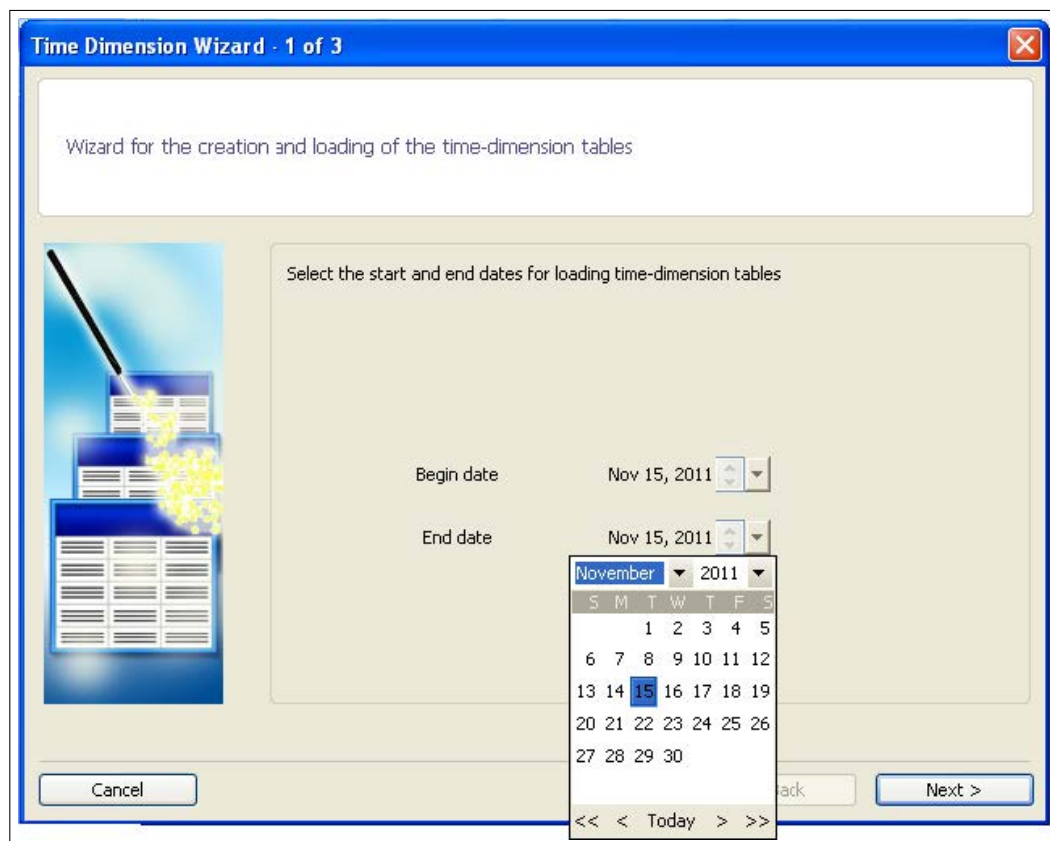 Time Dimension Wizard - 1 of 3
Wizard for the creation and loading of the time-dimension tables
Select the start and end dates for loading time-dimension tables
Begin date Nov 15, 2011
End date Nov 15, 2011
November 2011
S M T W T F S
1 2 3 4 5
6 7 8 9 10 11 12
13 14 15 16 17 18 19
20 21 22 23 24 25 26
27 28 29 30
<< < Today > >>
Cancel Next >